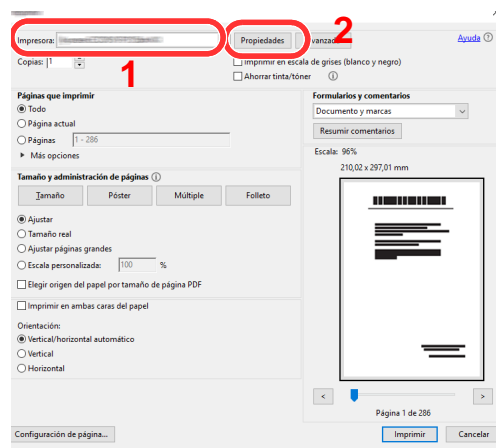 Impresora:
Propiedades
2
Ayuda
Copias: 1
1
Imprimir en escala de grises (blanco y negro)
Ahorrar tinta/tóner
Páginas que imprimir
Todo
Página actual
Páginas 1 - 286
Más opciones
Formularios y comentarios
Documento y marcas
Resumir comentarios
Escala: 96%
210,02 x 297,01 mm
Tamaño y administración de páginas
Tamaño Póster Múltiple Folleto
Ajustar
Tamaño real
Ajustar páginas grandes
Escala personalizada: 100 %
Elegir origen del papel por tamaño de página PDF
Imprimir en ambas caras del papel
Orientación:
Vertical/horizontal automático
Vertical
Horizontal
< >
Página 1 de 286
Configuración de página...
Imprimir Cancelar